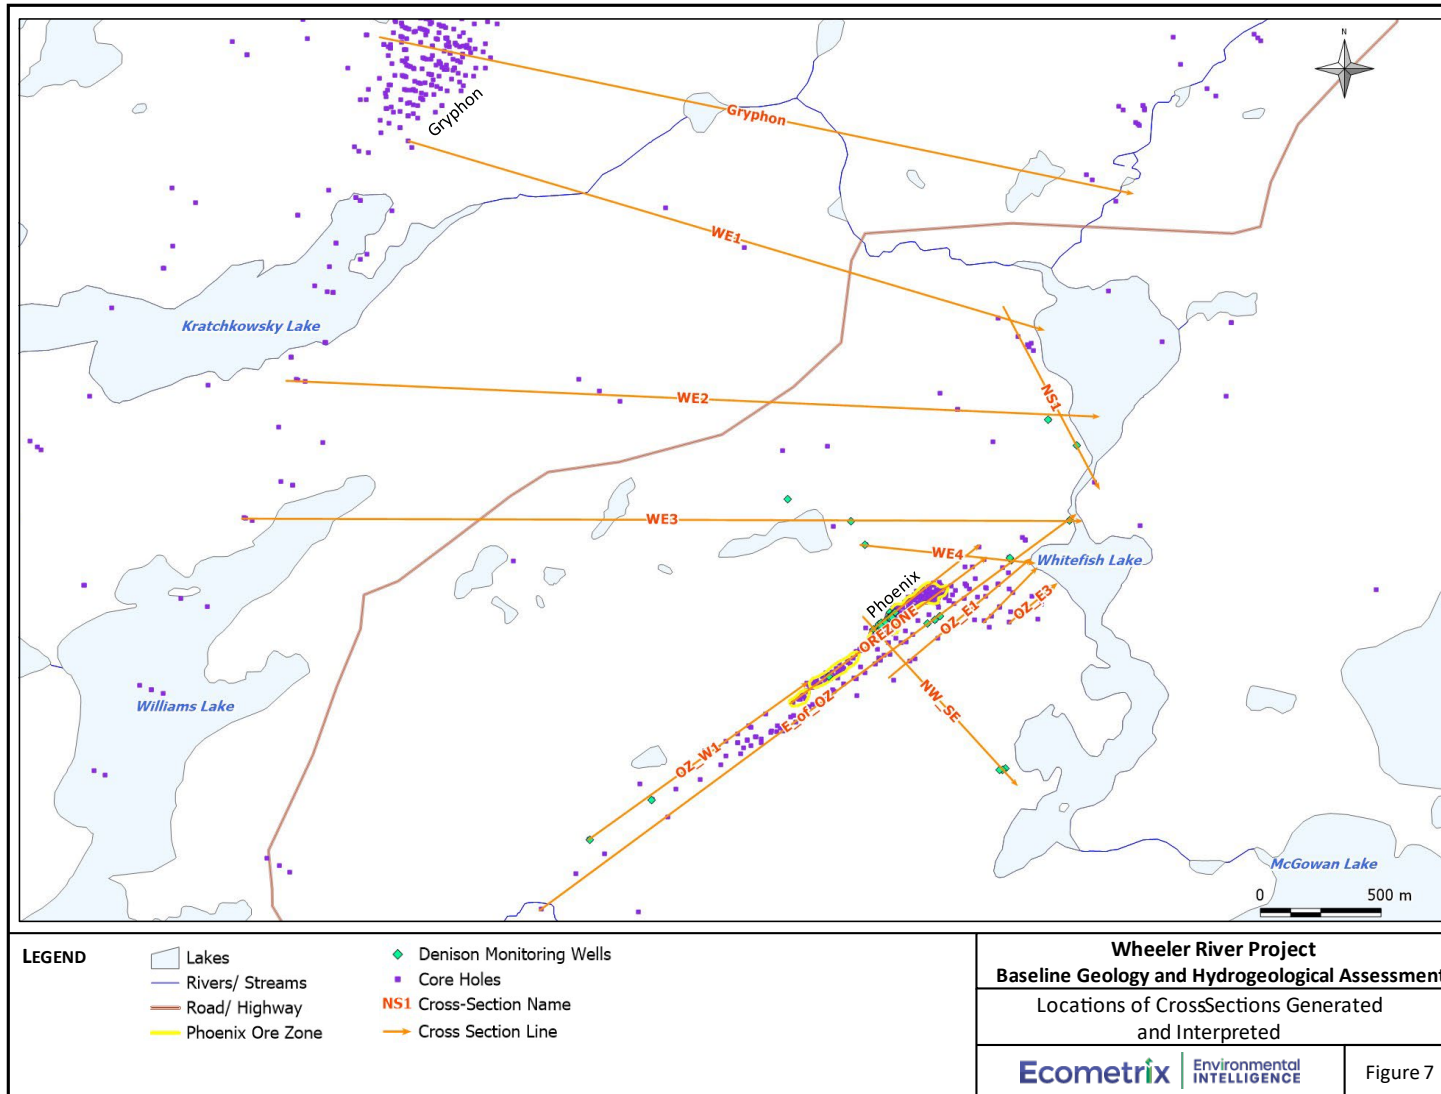 N
Gryphon
Gryphon
WE1
Kratchkowsky Lake
WE2
NS1
WE3
WE4
Whitefish Lake
Phoenix
OREZONE
OZ_E1
OZ_E3
NW_SE
E_of_OZ
OZ_W1
Williams Lake
McGowan Lake
0 500 m
LEGEND
Lakes
Rivers/ Streams
Road/ Highway
Phoenix Ore Zone
Denison Monitoring Wells
Core Holes
NS1 Cross-Section Name
Cross Section Line
Wheeler River Project
Baseline Geology and Hydrogeological Assessment
Locations of CrossSections Generated
and Interpreted
Ecometrix
Environmental
INTELLIGENCE
Figure 7